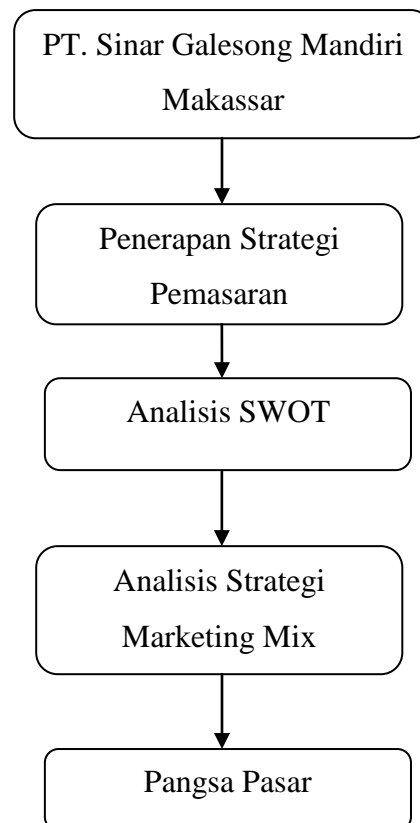 PT. Sinar Galesong Mandiri
Makassar
Penerapan Strategi
Pemasaran
Analisis SWOT
Analisis Strategi
Marketing Mix
Pangsa Pasar